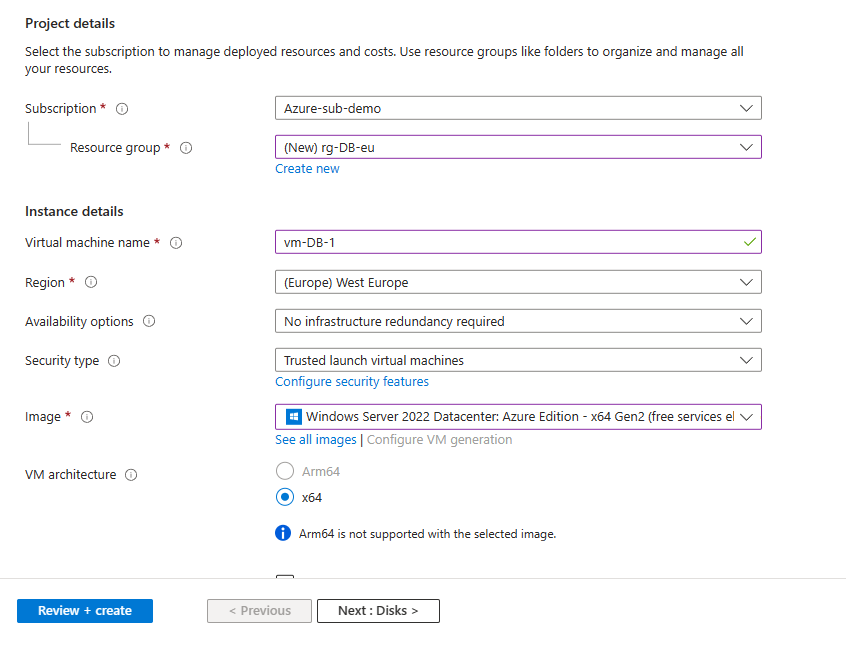 Project details
Select the subscription to manage deployed resources and costs. Use resource groups like folders to organize and manage all
your resources.
Subscription *
Azure-sub-demo
Resource group *
(New) rg-DB-eu
Create new
Instance details
Virtual machine name *
vm-DB-1
Region *
(Europe) West Europe
Availability options
No infrastructure redundancy required
Security type
Trusted launch virtual machines
Configure security features
Image *
Windows Server 2022 Datacenter: Azure Edition - x64 Gen2 (free services el
See all images | Configure VM generation
VM architecture
Arm64
x64
Arm64 is not supported with the selected image.
Review + create
< Previous
Next : Disks >